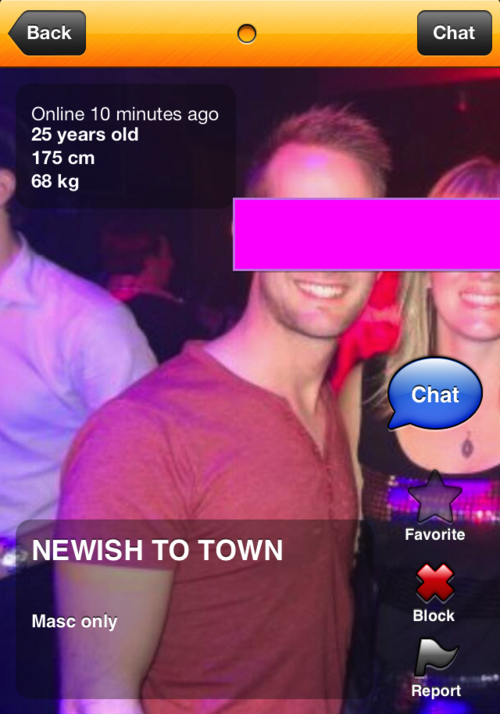 Back
Chat
Online 10 minutes ago
25 years old
175 cm
68 kg
Chat
Favorite
NEWISH TO TOWN
Block
Masc only
Report